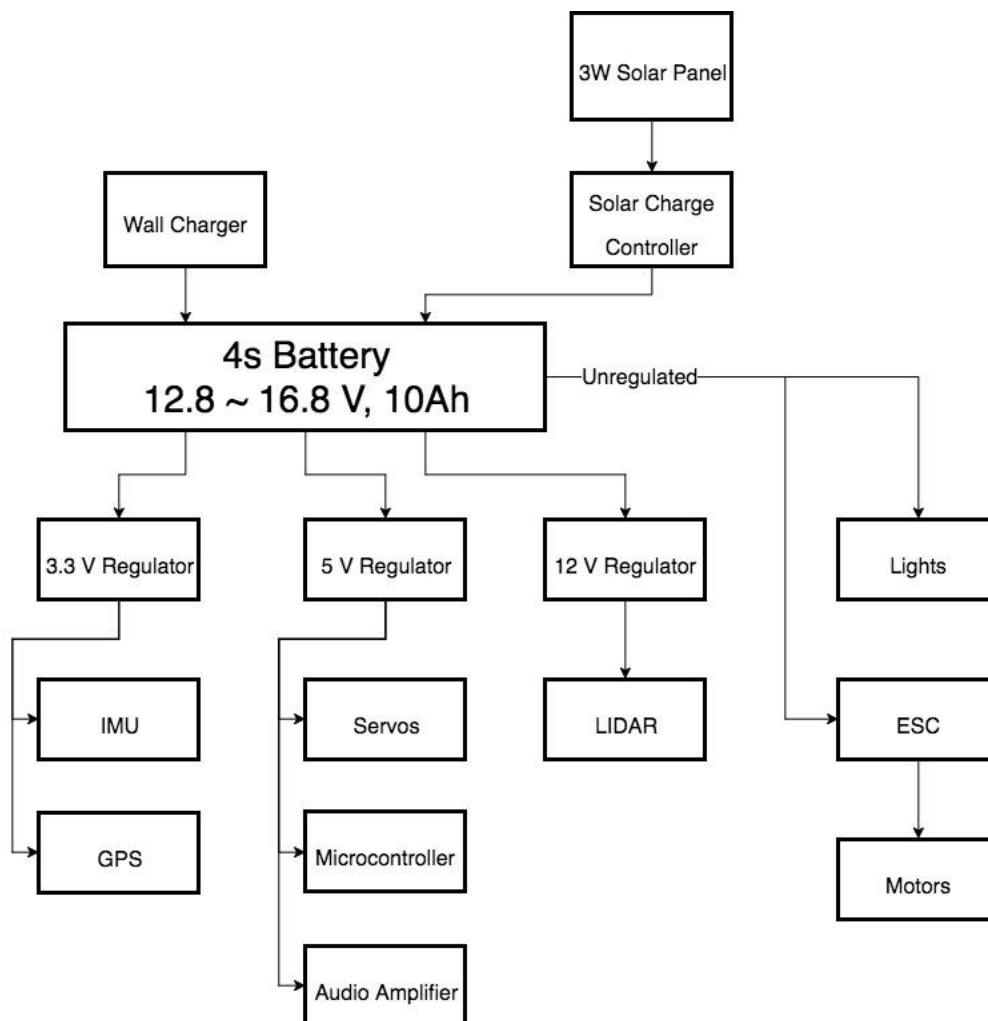 3W Solar Panel
Wall Charger
Solar Charge
Controller
4s Battery
12.8 ~ 16.8 V, 10Ah
Unregulated
3.3 V Regulator
5 V Regulator
12 V Regulator
Lights
IMU
Servos
LIDAR
ESC
GPS
Microcontroller
Motors
Audio Amplifier